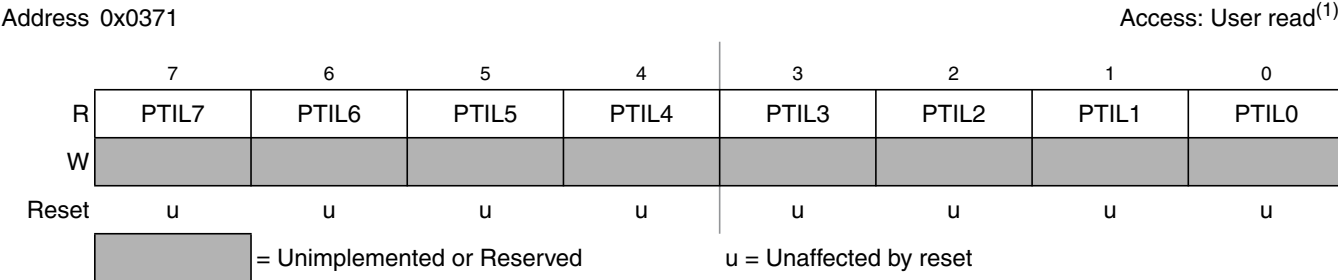 Address 0x0371 Access: User read(1)
7 6 5 4 3 2 1 0
R PTIL7 PTIL6 PTIL5 PTIL4 PTIL3 PTIL2 PTIL1 PTIL0
W
Reset u u u u u u u u
= Unimplemented or Reserved u = Unaffected by reset